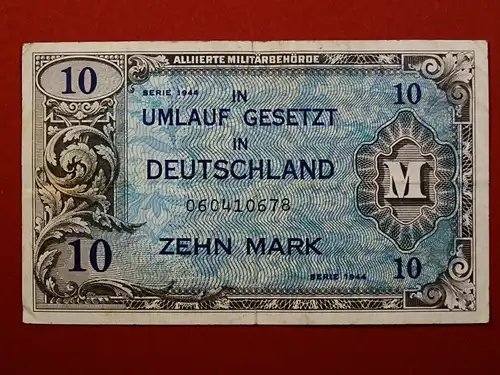 ALLIIERTE MILITÄRBEHÖRDE
10 SERIE 1944 IN 10
UMLAUF GESETZT
IN
DEUTSCHLAND
M
060410678
10 ZEHN MARK 10
SERIE 1944